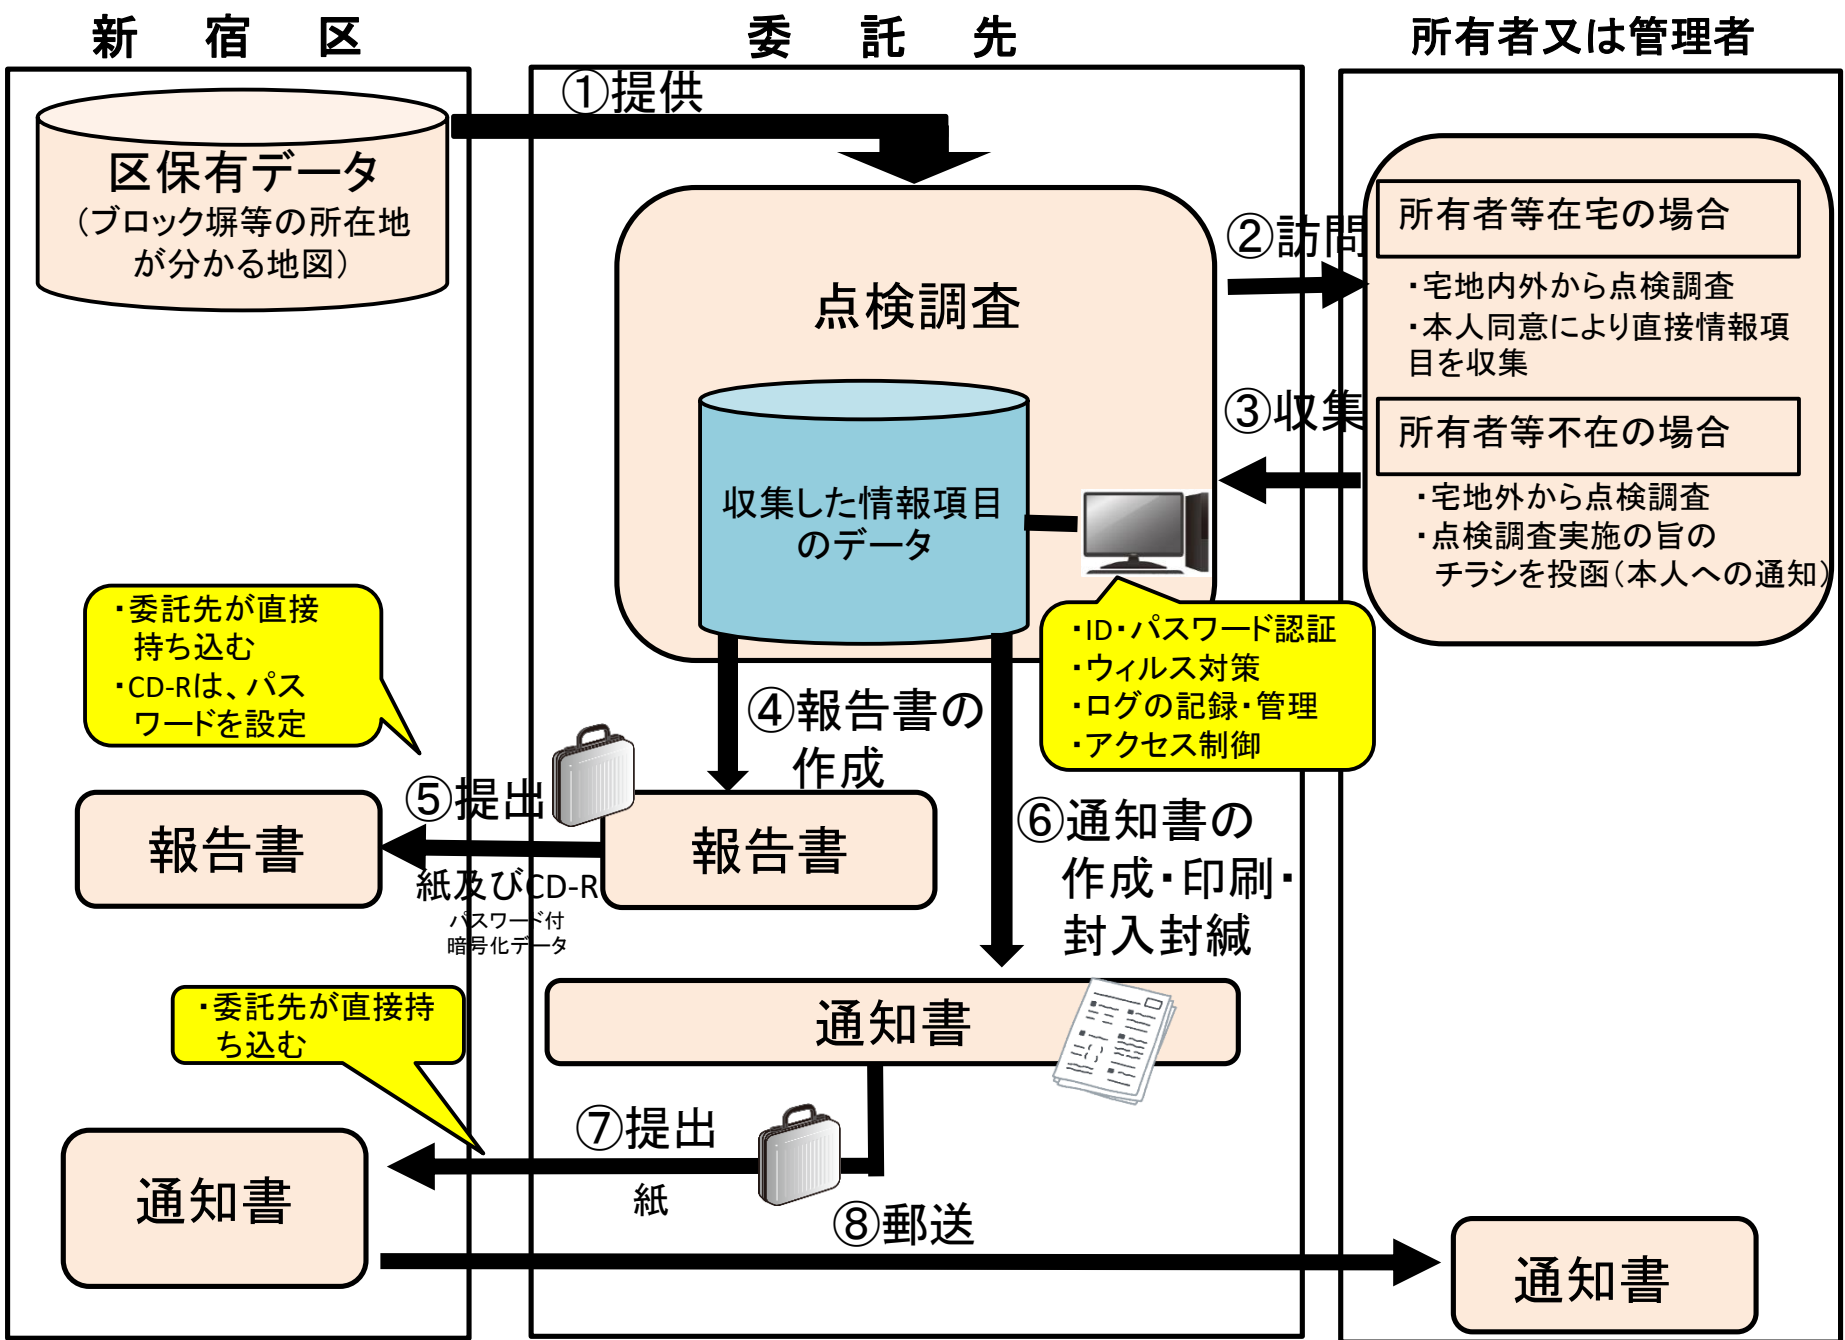 新宿区
委託先
所有者又は管理者
①提供
区保有データ
（ブロック塀等の所在地
が分かる地図）
点検調査
収集した情報項目
のデータ
②訪問
③収集
所有者等在宅の場合
・宅地内外から点検調査
・本人同意により直接情報項
目を収集
所有者等不在の場合
・宅地外から点検調査
・点検調査実施の旨の
チラシを投函（本人への通知）
・ID・パスワード認証
・ウィルス対策
・ログの記録・管理
・アクセス制御
・委託先が直接
持ち込む
・CD-Rは、パス
ワードを設定
④報告書の
作成
⑤提出
報告書
報告書
紙及びCD-R
パスワード付
暗号化データ
⑥通知書の
作成・印刷・
封入封緘
通知書
・委託先が直接持
ち込む
⑦提出
紙
通知書
⑧郵送
通知書